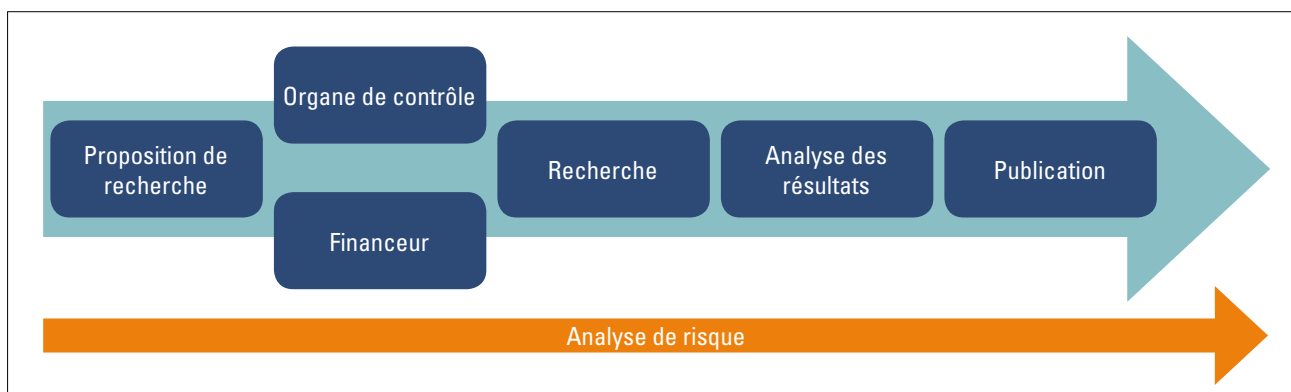 Proposition de
recherche
Organe de contrôle
Financeur
Recherche
Analyse des
résultats
Publication
Analyse de risque